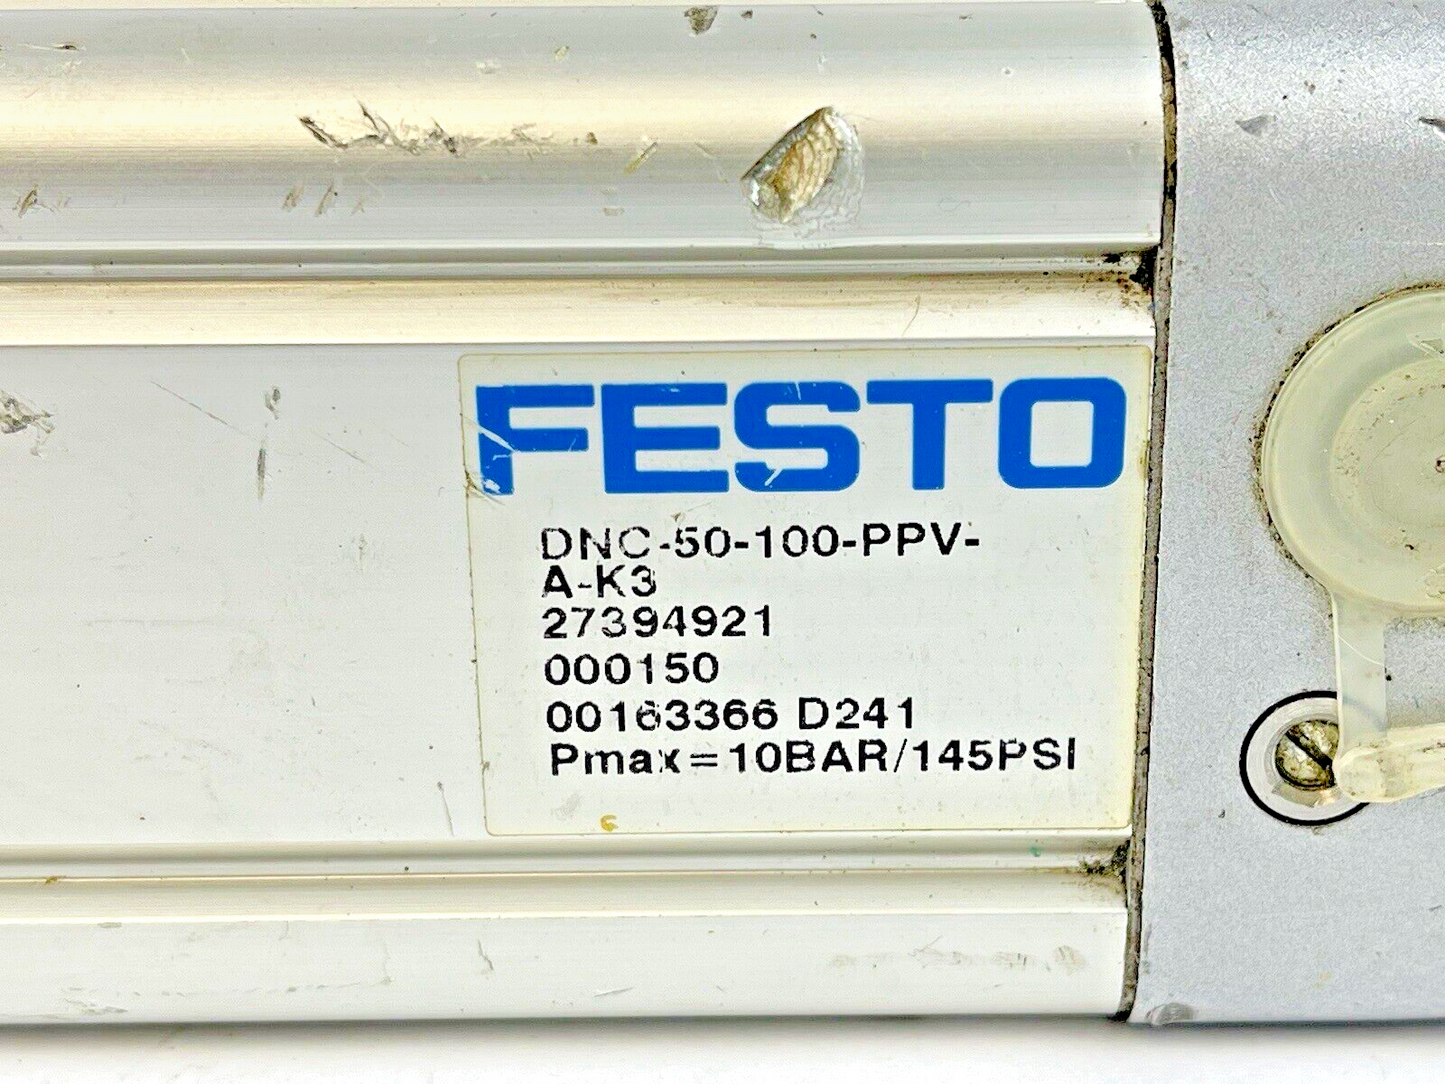 FESTO
DNC-50-100-PPV-
A-K3
27394921
000150
00163366 D241
Pmax=10BAR/145PSI